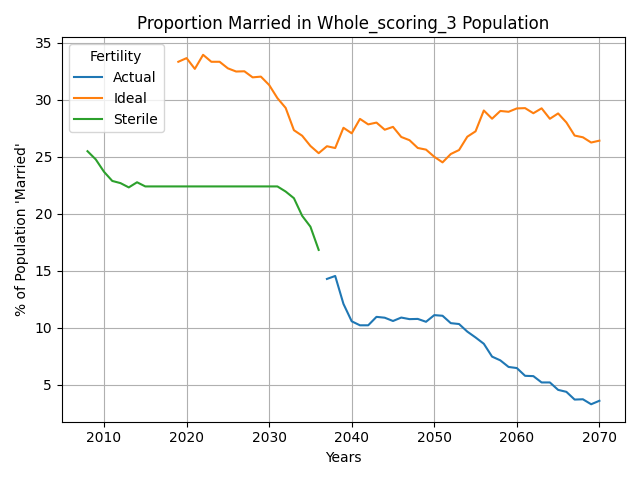 Proportion Married in Whole_scoring_3 Population
% of Population 'Married'
35
30
25
20
15
10
5
Fertility
Actual
Ideal
Sterile
2010 2020 2030 2040 2050 2060 2070
Years